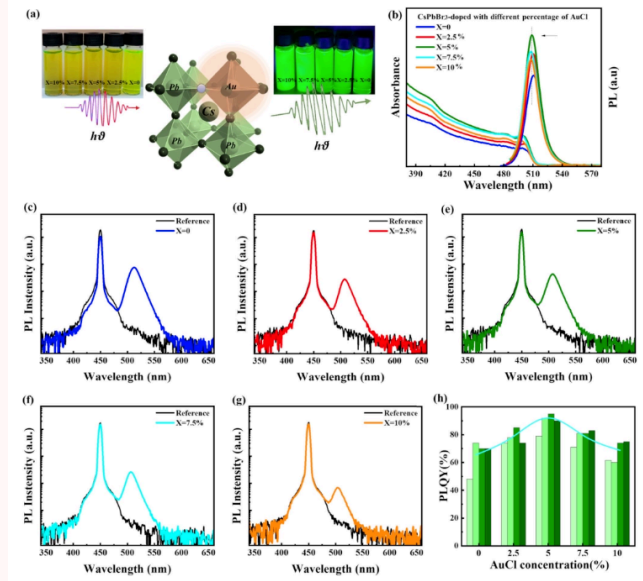 (a)
X=10% X=7.5% X=5% X=2.5% X=0
hϑ
Pb
Au
Cs
Pb
Pb
X=10% X=7.5% X=5% X=2.5% X=0
hϑ
(b)
CsPbBr3-doped with different percentage of AuCl
X=0
X=2.5%
X=5%
X=7.5%
X=10%
Absorbance
PL (a.u)
390 420 450 480 510 540 570
Wavelength (nm)
(c)
Reference
X=0
PL Instensity (a.u.)
350 400 450 500 550 600 650
Wavelength (nm)
(d)
Reference
X=2.5%
PL Instensity (a.u.)
350 400 450 500 550 600 650
Wavelength (nm)
(e)
Reference
X=5%
PL Instensity (a.u.)
350 400 450 500 550 600 650
Wavelength (nm)
(f)
Reference
X=7.5%
PL Instensity (a.u.)
350 400 450 500 550 600 650
Wavelength (nm)
(g)
Reference
X=10%
PL Instensity (a.u.)
350 400 450 500 550 600 650
Wavelength (nm)
(h)
PLQY(%)
100
80
60
40
20
0
0 2,5 5 7,5 10
AuCl concentration(%)